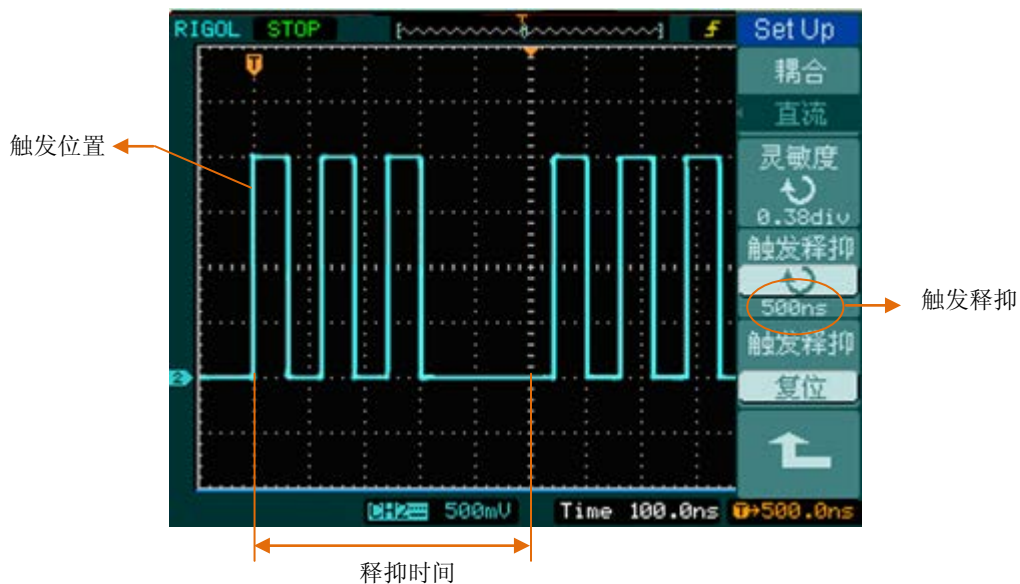 RIGOL STOP
T
T
Set Up
耦合
直流
灵敏度
0.38div
触发释抑
500ns
触发释抑
复位
触发位置
触发释抑
2
CH2 500mV Time 100.0ns T→500.0ns
释抑时间